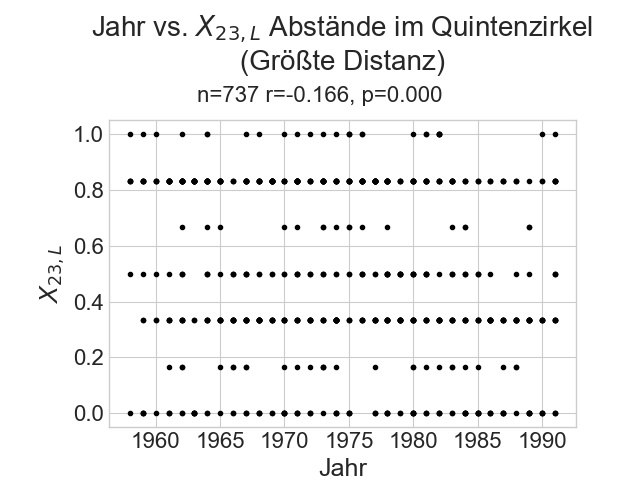 Jahr vs. X₂₃,L Abstände im Quintenzirkel
(Größte Distanz)
n=737 r=-0.166, p=0.000
1.0
0.8
0.6
0.4
0.2
0.0
X₂₃,L
1960 1965 1970 1975 1980 1985 1990
Jahr